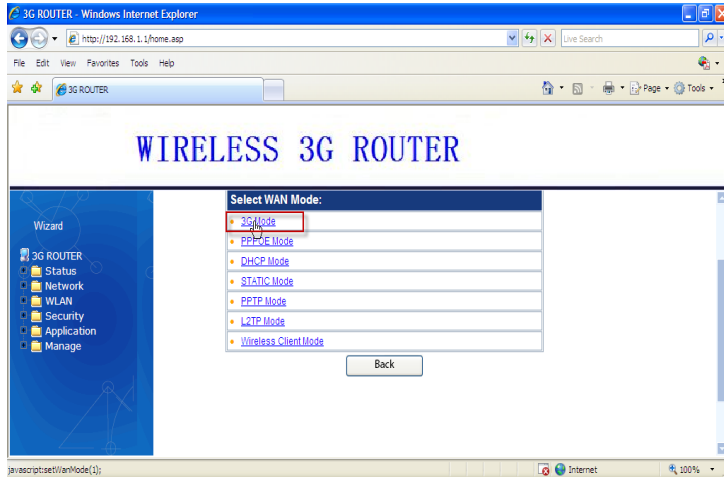 3G ROUTER - Windows Internet Explorer
http://192.168.1.1/home.asp
Live Search
File Edit View Favorites Tools Help
3G ROUTER
Page Tools
WIRELESS 3G ROUTER
Wizard
3G ROUTER
Status
Network
WLAN
Security
Application
Manage
Select WAN Mode:
3G Mode
PPPOE Mode
DHCP Mode
STATIC Mode
PPTP Mode
L2TP Mode
Wireless Client Mode
Back
javascript:setWanMode(1);
Internet
100%